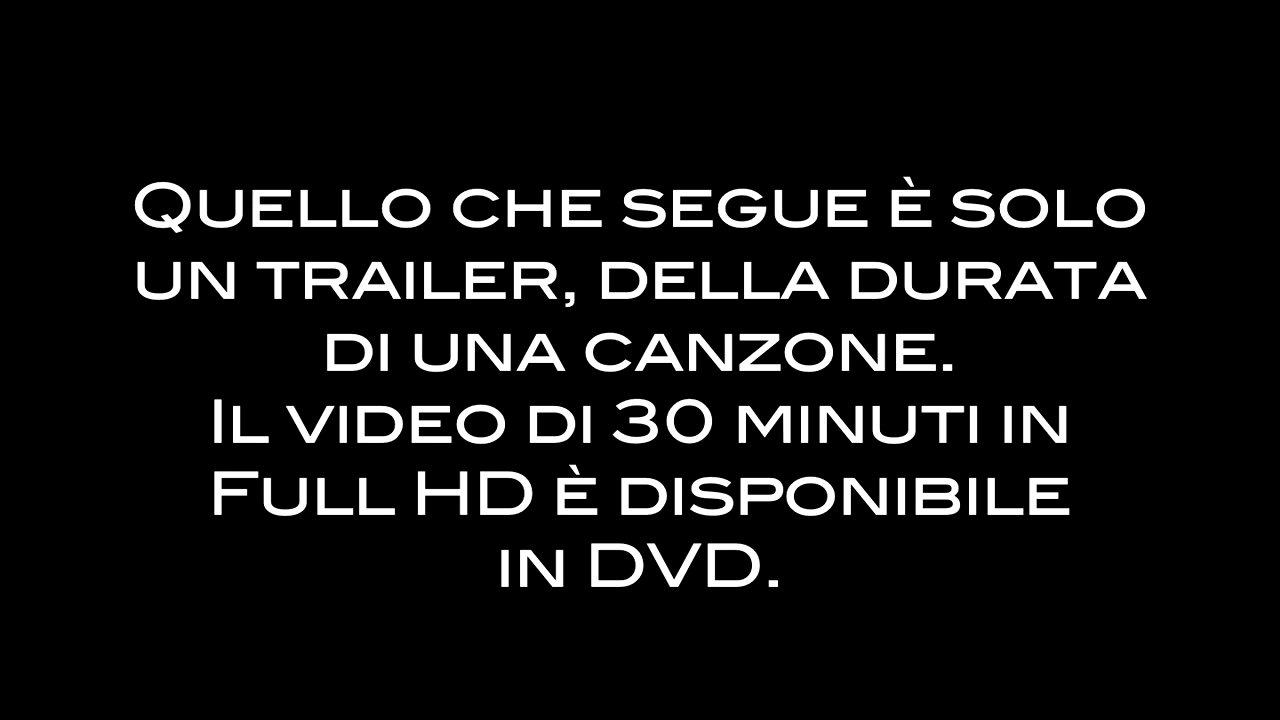 Quello che segue è solo
un trailer, della durata
di una canzone.
Il video di 30 minuti in
Full HD è disponibile
in DVD.